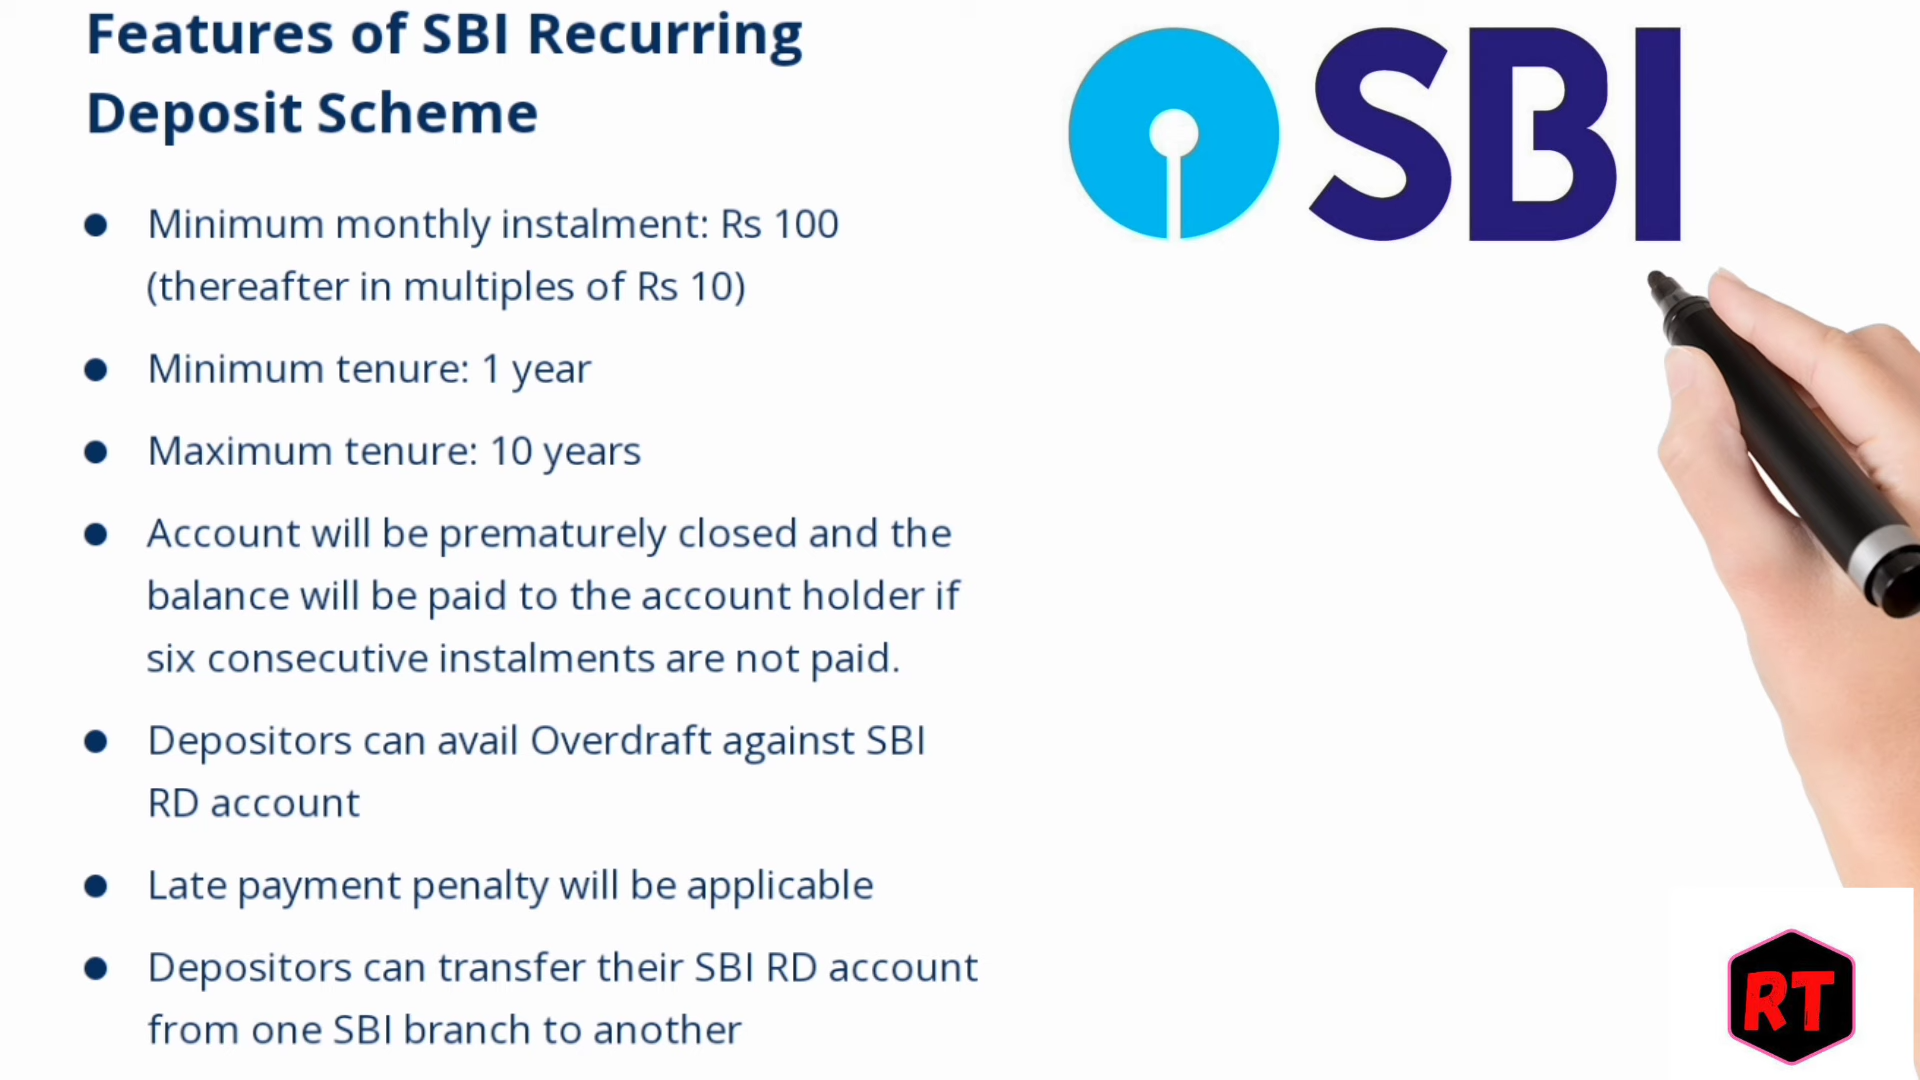 Features of SBI Recurring
Deposit Scheme
SBI
● Minimum monthly instalment: Rs 100
(thereafter in multiples of Rs 10)
● Minimum tenure: 1 year
● Maximum tenure: 10 years
● Account will be prematurely closed and the
balance will be paid to the account holder if
six consecutive instalments are not paid.
● Depositors can avail Overdraft against SBI
RD account
● Late payment penalty will be applicable
● Depositors can transfer their SBI RD account
from one SBI branch to another
RT